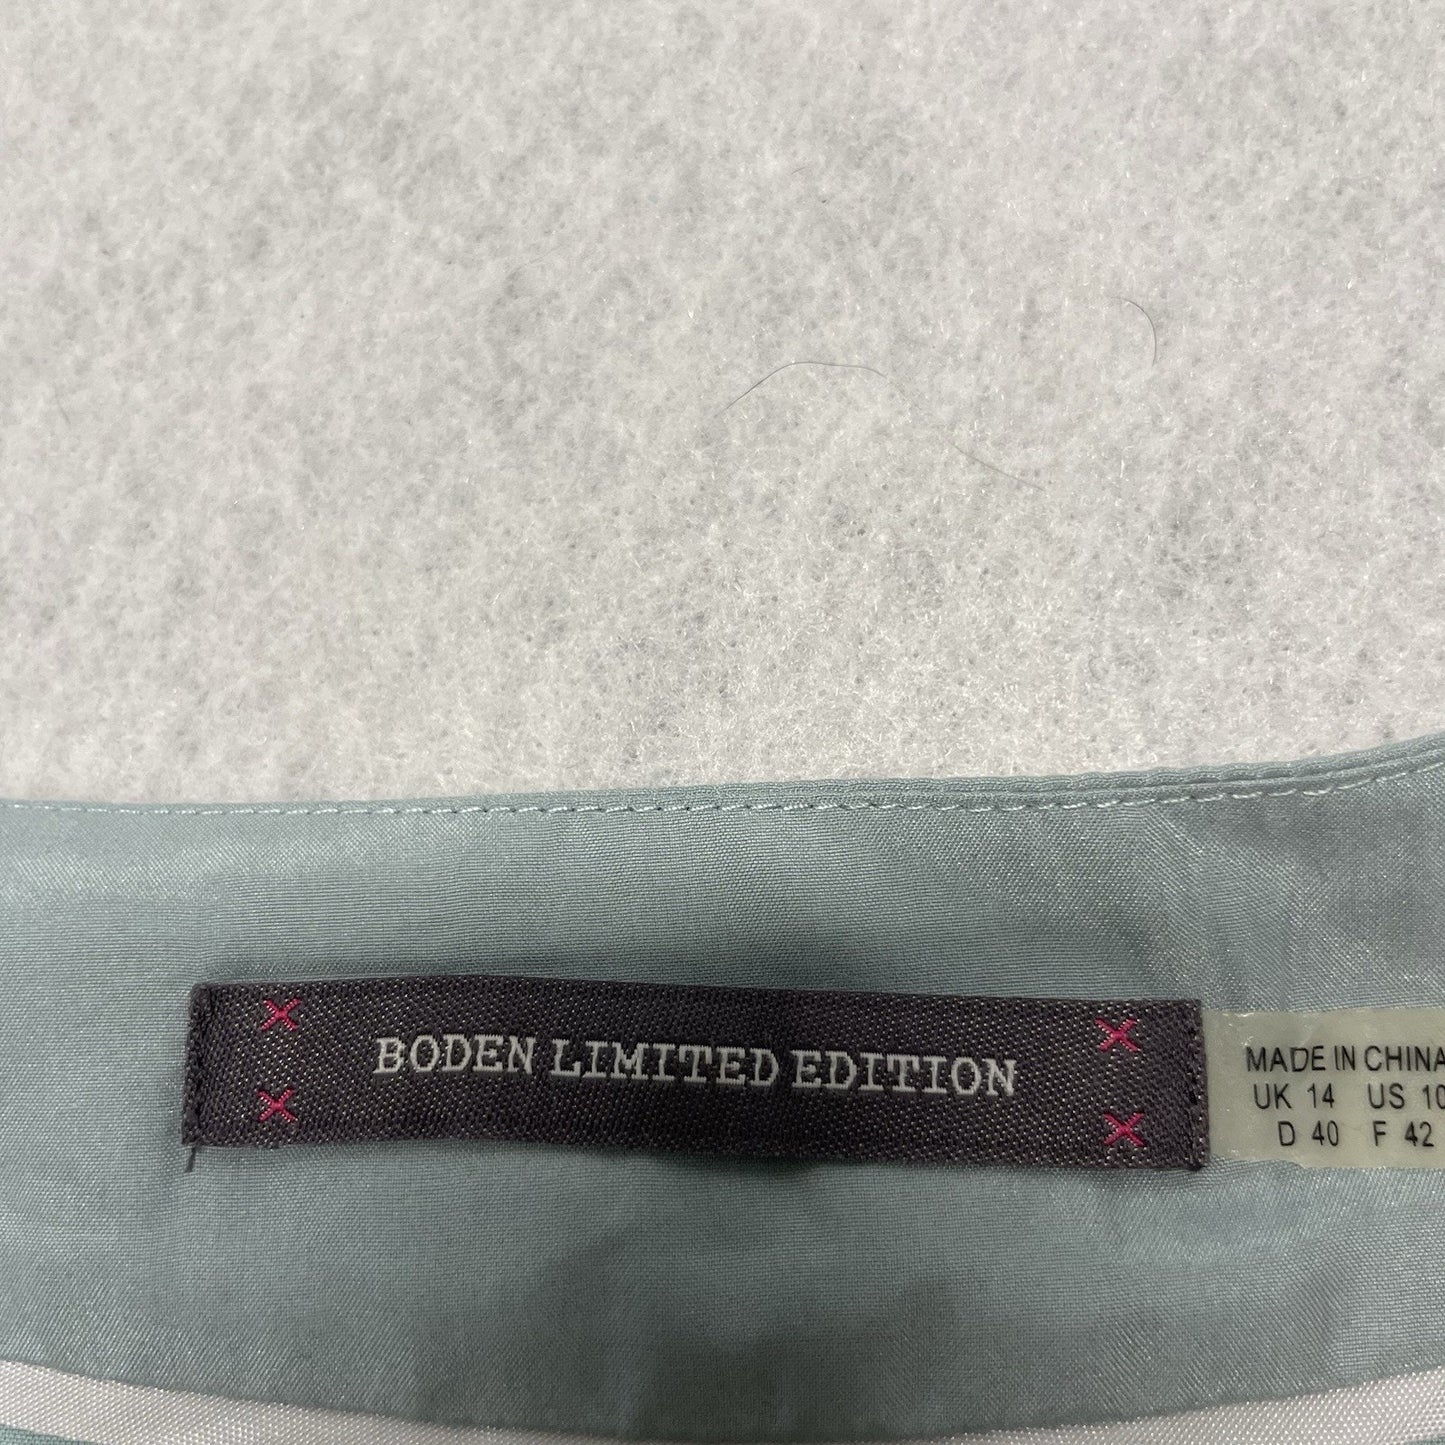 BODEN LIMITED EDITION
MADE IN CHINA
UK 14 US 10
D 40 F 42